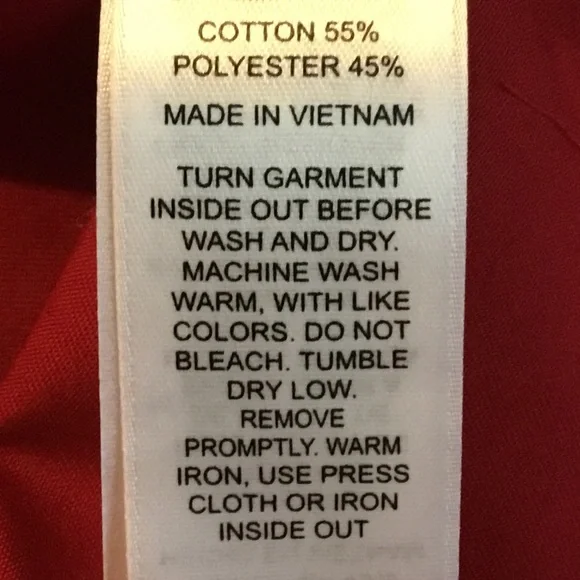 COTTON 55%
POLYESTER 45%
MADE IN VIETNAM
TURN GARMENT
INSIDE OUT BEFORE
WASH AND DRY.
MACHINE WASH
WARM, WITH LIKE
COLORS. DO NOT
BLEACH. TUMBLE
DRY LOW.
REMOVE
PROMPTLY. WARM
IRON, USE PRESS
CLOTH OR IRON
INSIDE OUT